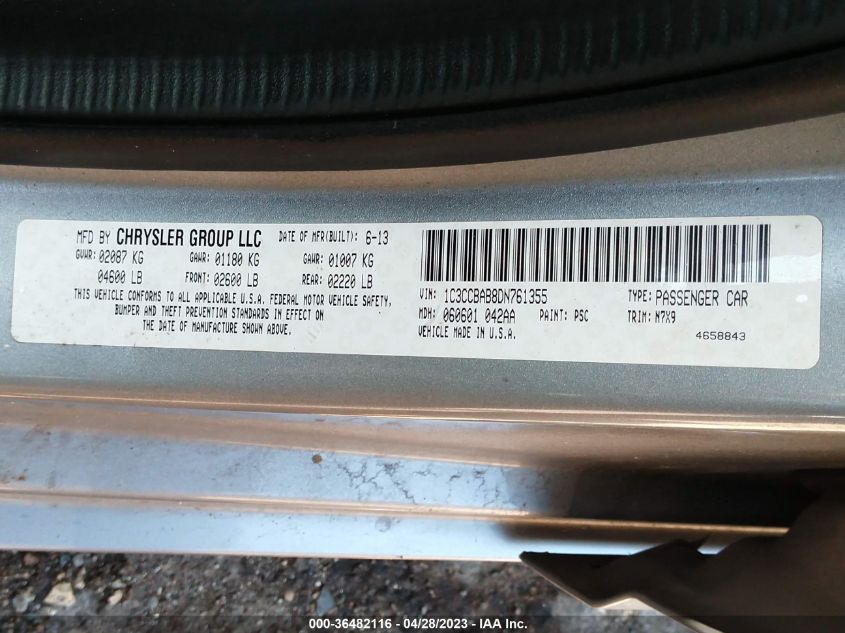 MFD BY CHRYSLER GROUP LLC DATE OF MFR(BUILT): 6-13
GVWR: 02087 KG GAWR: 01180 KG GAWR: 01007 KG
04600 LB FRONT: 02600 LB REAR: 02220 LB
THIS VEHICLE CONFORMS TO ALL APPLICABLE U.S.A. FEDERAL MOTOR VEHICLE SAFETY,
BUMPER AND THEFT PREVENTION STANDARDS IN EFFECT ON
THE DATE OF MANUFACTURE SHOWN ABOVE.
VIN: 1C3CCBAB8DN761355 TYPE: PASSENGER CAR
MDH: 060601 042AA PAINT: PSC TRIM: N7X9
VEHICLE MADE IN U.S.A.
4658843
000-36482116 - 04/28/2023 - IAA Inc.